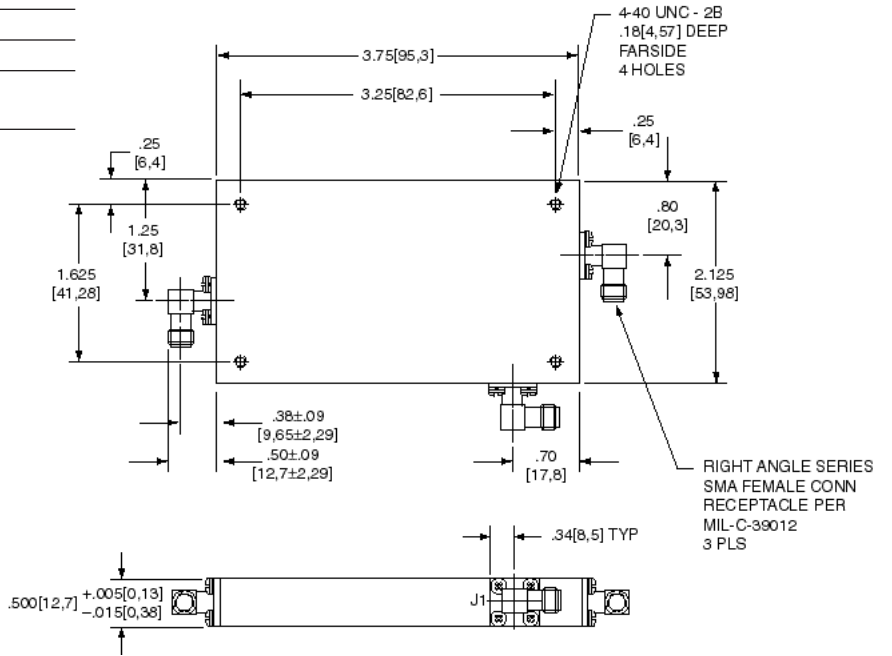 4-40 UNC - 2B
.18[4,57] DEEP
FARSIDE
4 HOLES
3.75[95,3]
3.25[82,6]
.25
[6,4]
.25
[6,4]
1.25
[31,8]
.80
[20,3]
1.625
[41,28]
2.125
[53,98]
.38±.09
[9,65±2,29]
.50±.09
[12,7±2,29]
.70
[17,8]
RIGHT ANGLE SERIES
SMA FEMALE CONN
RECEPTACLE PER
MIL-C-39012
3 PLS
.34[8,5] TYP
J1
.500[12,7] +.005[0,13]
–.015[0,38]